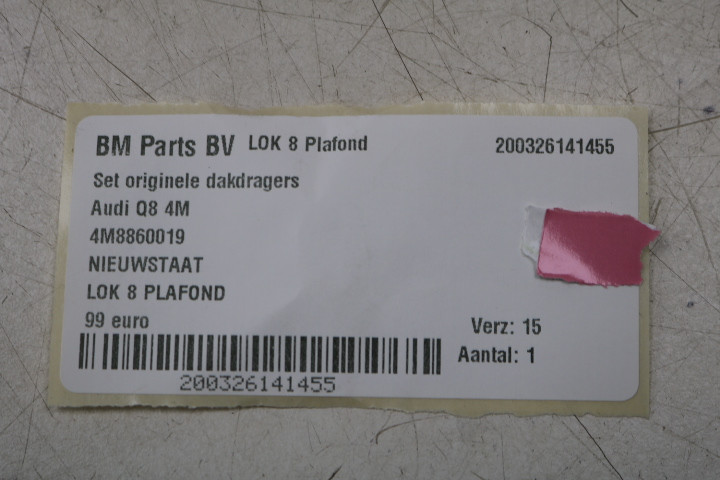 BM Parts BV LOK 8 Plafond 200326141455
Set originele dakdragers
Audi Q8 4M
4M8860019
NIEUWSTAAT
LOK 8 PLAFOND
99 euro
Verz: 15
Aantal: 1
200326141455